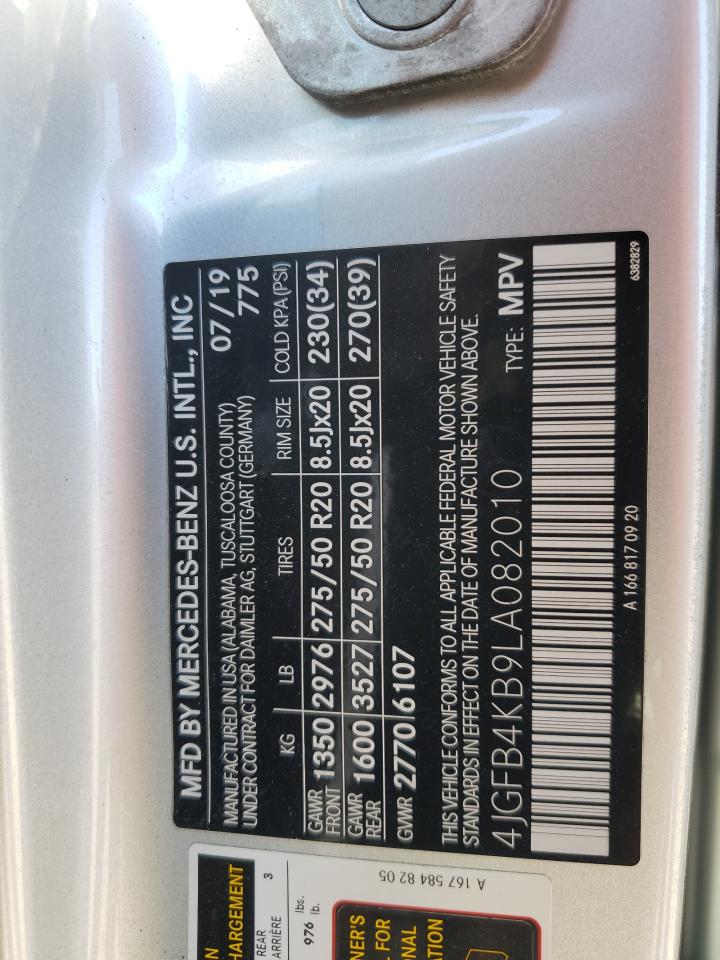 MFD BY MERCEDES-BENZ U.S. INTL., INC
MANUFACTURED IN USA (ALABAMA, TUSCALOOSA COUNTY) 07/19
UNDER CONTRACT FOR DAIMLER AG, STUTTGART (GERMANY) 775
KG LB TIRES RIM SIZE COLD KPA (PSI)
GAWR FRONT 1350 2976 275/50 R20 8.5Jx20 230(34)
GAWR REAR 1600 3527 275/50 R20 8.5Jx20 270(39)
GVWR 2770 6107
THIS VEHICLE CONFORMS TO ALL APPLICABLE FEDERAL MOTOR VEHICLE SAFETY
STANDARDS IN EFFECT ON THE DATE OF MANUFACTURE SHOWN ABOVE.
4JGFB4KB9LA082010 TYPE: MPV
A 166 817 09 20 6382829
N
HARGEMENT
REAR
ARRIÈRE 3
lbs.
976 lb.
NER'S
FOR
NAL
TION
A 167 584 82 05